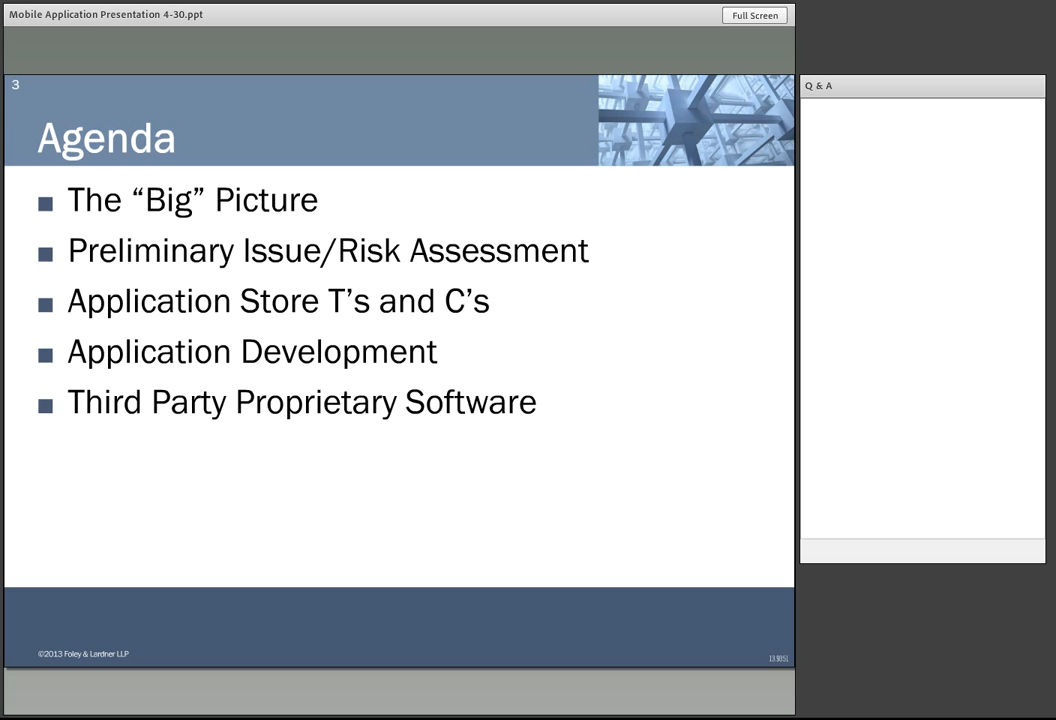 Mobile Application Presentation 4-30.ppt
Full Screen
3
Agenda
The “Big” Picture
Preliminary Issue/Risk Assessment
Application Store T’s and C’s
Application Development
Third Party Proprietary Software
©2013 Foley & Lardner LLP
Q & A